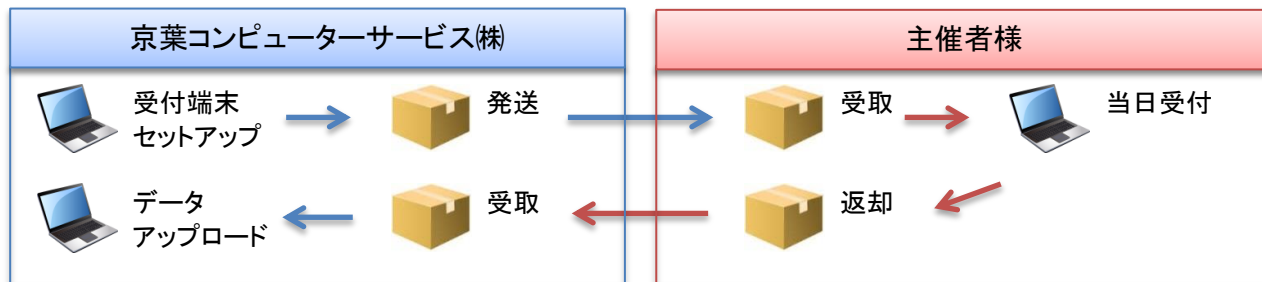 京葉コンピューターサービス㈱
主催者様
受付端末
セットアップ
発送
受取
当日受付
データ
アップロード
受取
返却